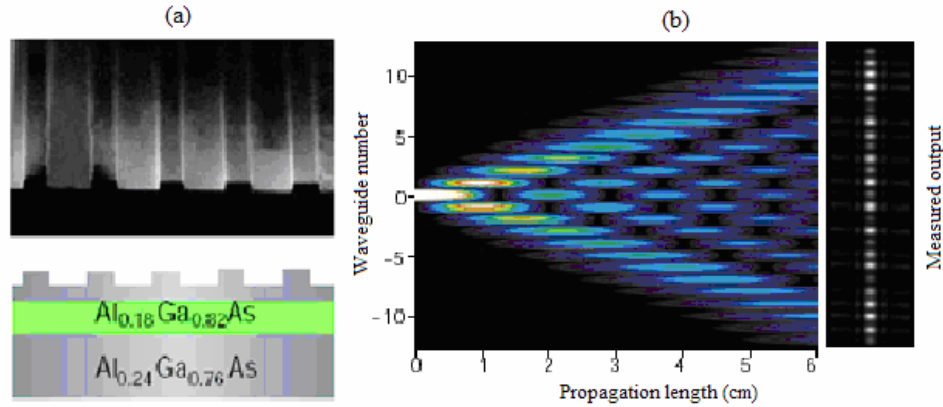 (a)
Al0.18Ga0.82As
Al0.24Ga0.76As
(b)
Waveguide number
10
5
0
-5
-10
0 1 2 3 4 5 6
Propagation length (cm)
Measured output